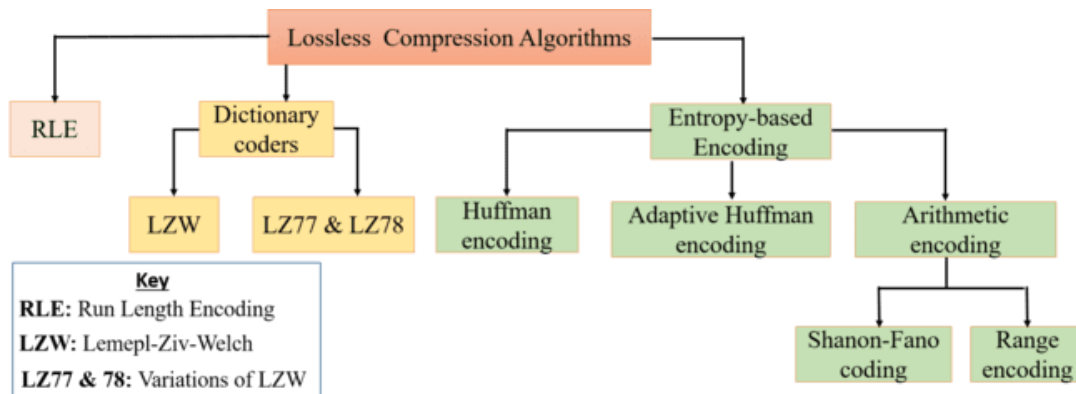 Lossless Compression Algorithms
RLE
Dictionary
coders
Entropy-based
Encoding
LZW
LZ77 & LZ78
Huffman
encoding
Adaptive Huffman
encoding
Arithmetic
encoding
Shanon-Fano
coding
Range
encoding
Key
RLE: Run Length Encoding
LZW: Lemepl-Ziv-Welch
LZ77 & 78: Variations of LZW